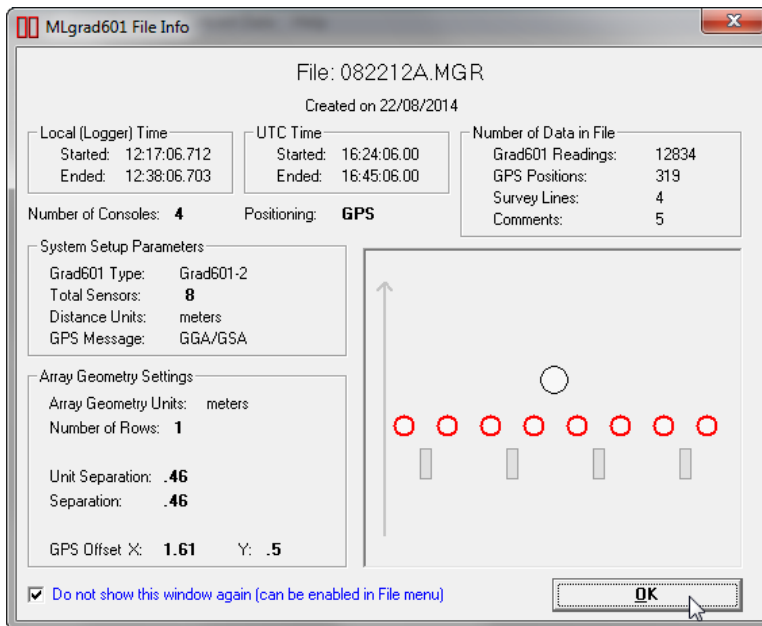 MLgrad601 File Info
File: 082212A.MGR
Created on 22/08/2014
Local (Logger) Time
Started: 12:17:06.712
Ended: 12:38:06.703
UTC Time
Started: 16:24:06.00
Ended: 16:45:06.00
Number of Data in File
Grad601 Readings: 12834
GPS Positions: 319
Survey Lines: 4
Comments: 5
Number of Consoles: 4
Positioning: GPS
System Setup Parameters
Grad601 Type: Grad601-2
Total Sensors: 8
Distance Units: meters
GPS Message: GGA/GSA
Array Geometry Settings
Array Geometry Units: meters
Number of Rows: 1
Unit Separation: .46
Separation: .46
GPS Offset X: 1.61 Y: .5
Do not show this window again (can be enabled in File menu)
OK